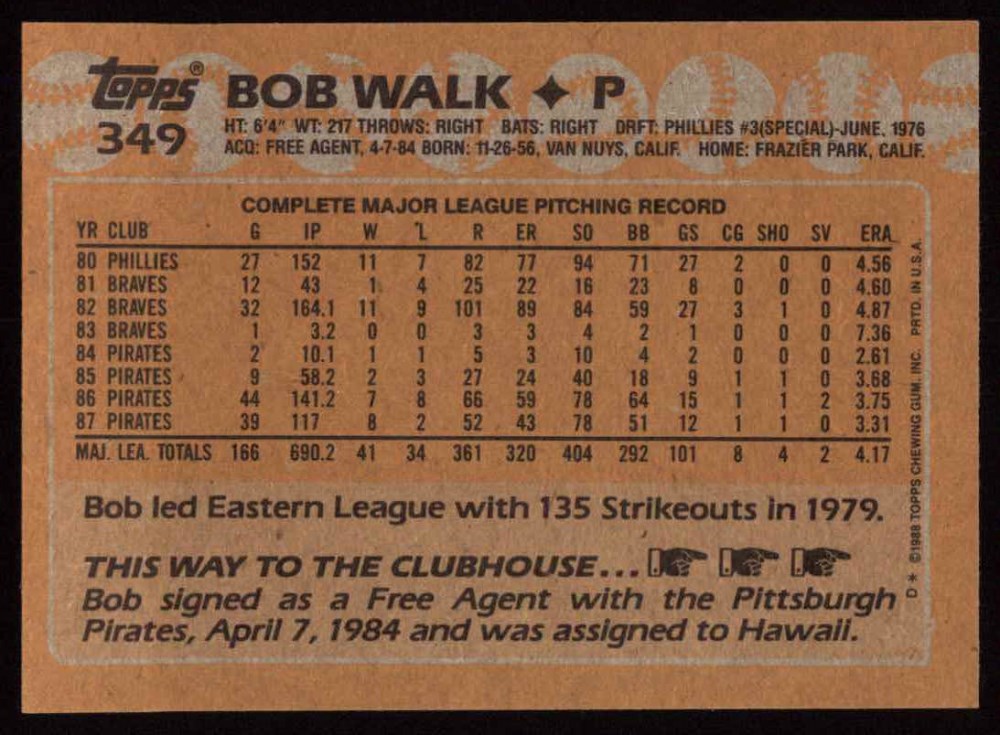 topps® BOB WALK ✦ P
349 HT: 6'4" WT: 217 THROWS: RIGHT BATS: RIGHT DRFT: PHILLIES #3(SPECIAL)-JUNE, 1976
ACQ: FREE AGENT, 4-7-84 BORN: 11-26-56, VAN NUYS, CALIF. HOME: FRAZIER PARK, CALIF.
COMPLETE MAJOR LEAGUE PITCHING RECORD
YR CLUB G IP W L R ER SO BB GS CG SHO SV ERA
80 PHILLIES 27 152 11 7 82 77 94 71 27 2 0 0 4.56
81 BRAVES 12 43 1 4 25 22 16 23 8 0 0 0 4.60
82 BRAVES 32 164.1 11 9 101 89 84 59 27 3 1 0 4.87
83 BRAVES 1 3.2 0 0 3 3 4 2 1 0 0 0 7.36
84 PIRATES 2 10.1 1 1 5 3 10 4 2 0 0 0 2.61
85 PIRATES 9 58.2 2 3 27 24 40 18 9 1 1 0 3.68
86 PIRATES 44 141.2 7 8 66 59 78 64 15 1 1 2 3.75
87 PIRATES 39 117 8 2 52 43 78 51 12 1 1 0 3.31
MAJ. LEA. TOTALS 166 690.2 41 34 361 320 404 292 101 8 4 2 4.17
Bob led Eastern League with 135 Strikeouts in 1979.
THIS WAY TO THE CLUBHOUSE...
Bob signed as a Free Agent with the Pittsburgh
Pirates, April 7, 1984 and was assigned to Hawaii.
D* ©1988 TOPPS CHEWING GUM, INC. PRTD. IN U.S.A.